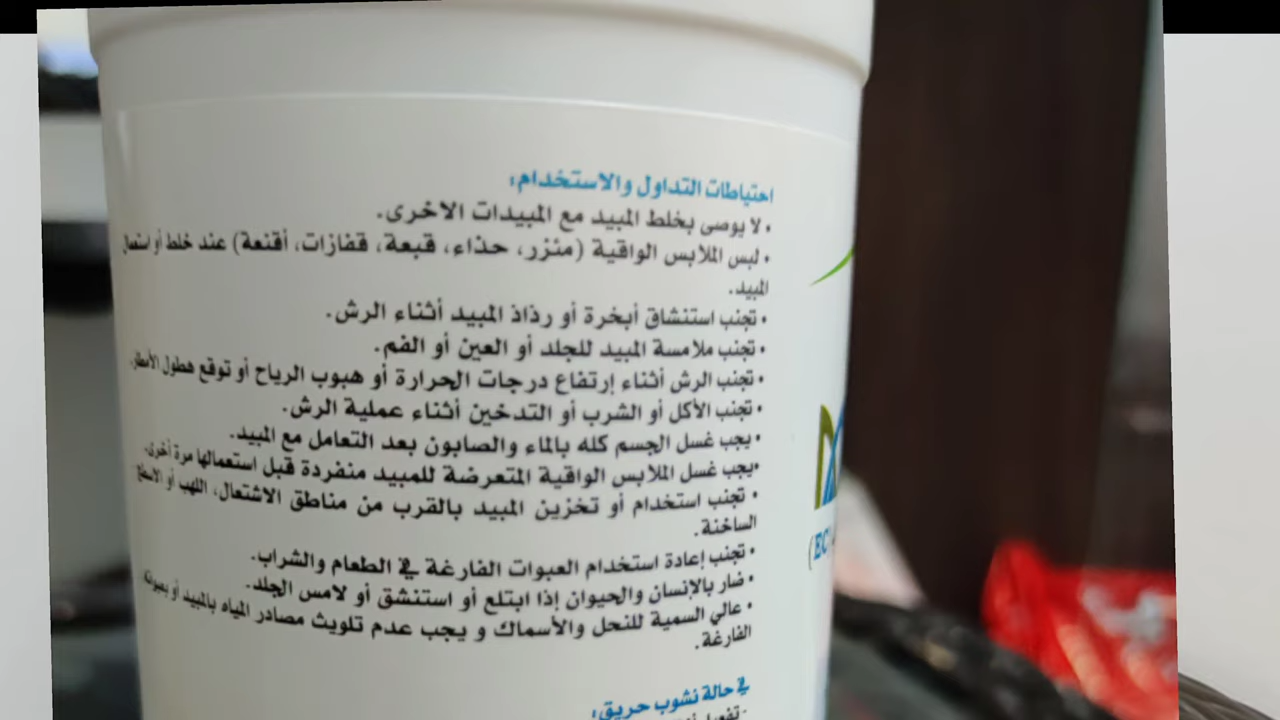 احتياطات التداول والاستخدام:
• لا يوصى بخلط المبيد مع المبيدات الاخرى.
• لبس الملابس الواقية (مئزر، حذاء، قبعة، قفازات، أقنعة) عند خلط أو استعمال
المبيد.
• تجنب استنشاق أبخرة أو رذاذ المبيد أثناء الرش.
• تجنب ملامسة المبيد للجلد أو العين أو الفم.
• تجنب الرش أثناء إرتفاع درجات الحرارة أو هبوب الرياح أو توقع هطول الأمطار.
• تجنب الأكل أو الشرب أو التدخين أثناء عملية الرش.
• يجب غسل الجسم كله بالماء والصابون بعد التعامل مع المبيد.
•يجب غسل الملابس الواقية المتعرضة للمبيد منفردة قبل استعمالها مرة أخرى.
• تجنب استخدام أو تخزين المبيد بالقرب من مناطق الاشتعال، اللهب أو الاسطح
الساخنة.
• تجنب إعادة استخدام العبوات الفارغة في الطعام والشراب.
• ضار بالإنسان والحيوان إذا ابتلع أو استنشق أو لامس الجلد.
• عالي السمية للنحل والأسماك و يجب عدم تلويث مصادر المياه بالمبيد أو بعبواته
الفارغة.
في حالة نشوب حريق:
(EC